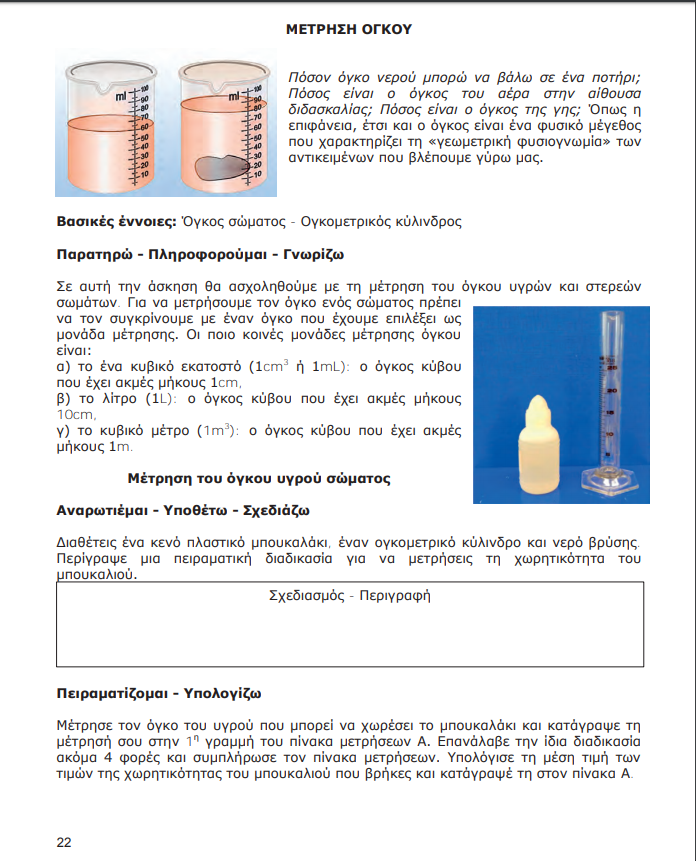 ΜΕΤΡΗΣΗ ΟΓΚΟΥ
ml
100
90
80
70
60
50
40
30
20
10
ml
100
90
80
70
60
50
40
30
20
10
Πόσον όγκο νερού μπορώ να βάλω σε ένα ποτήρι;
Πόσος είναι ο όγκος του αέρα στην αίθουσα
διδασκαλίας; Πόσος είναι ο όγκος της γης; Όπως η
επιφάνεια, έτσι και ο όγκος είναι ένα φυσικό μέγεθος
που χαρακτηρίζει τη «γεωμετρική φυσιογνωμία» των
αντικειμένων που βλέπουμε γύρω μας.
Βασικές έννοιες: Όγκος σώματος - Ογκομετρικός κύλινδρος
Παρατηρώ - Πληροφορούμαι - Γνωρίζω
Σε αυτή την άσκηση θα ασχοληθούμε με τη μέτρηση του όγκου υγρών και στερεών
σωμάτων. Για να μετρήσουμε τον όγκο ενός σώματος πρέπει
να τον συγκρίνουμε με έναν όγκο που έχουμε επιλέξει ως
μονάδα μέτρησης. Οι ποιο κοινές μονάδες μέτρησης όγκου
είναι:
α) το ένα κυβικό εκατοστό (1cm³ ή 1mL): ο όγκος κύβου
που έχει ακμές μήκους 1cm,
β) το λίτρο (1L): ο όγκος κύβου που έχει ακμές μήκους
10cm,
γ) το κυβικό μέτρο (1m³): ο όγκος κύβου που έχει ακμές
μήκους 1m.
25
20
15
10
Μέτρηση του όγκου υγρού σώματος
Αναρωτιέμαι - Υποθέτω - Σχεδιάζω
Διαθέτεις ένα κενό πλαστικό μπουκαλάκι, έναν ογκομετρικό κύλινδρο και νερό βρύσης.
Περίγραψε μια πειραματική διαδικασία για να μετρήσεις τη χωρητικότητα του
μπουκαλιού.
Σχεδιασμός - Περιγραφή
Πειραματίζομαι - Υπολογίζω
Μέτρησε τον όγκο του υγρού που μπορεί να χωρέσει το μπουκαλάκι και κατάγραψε τη
μέτρησή σου στην 1η γραμμή του πίνακα μετρήσεων Α. Επανάλαβε την ίδια διαδικασία
ακόμα 4 φορές και συμπλήρωσε τον πίνακα μετρήσεων. Υπολόγισε τη μέση τιμή των
τιμών της χωρητικότητας του μπουκαλιού που βρήκες και κατάγραψέ τη στον πίνακα Α.
22